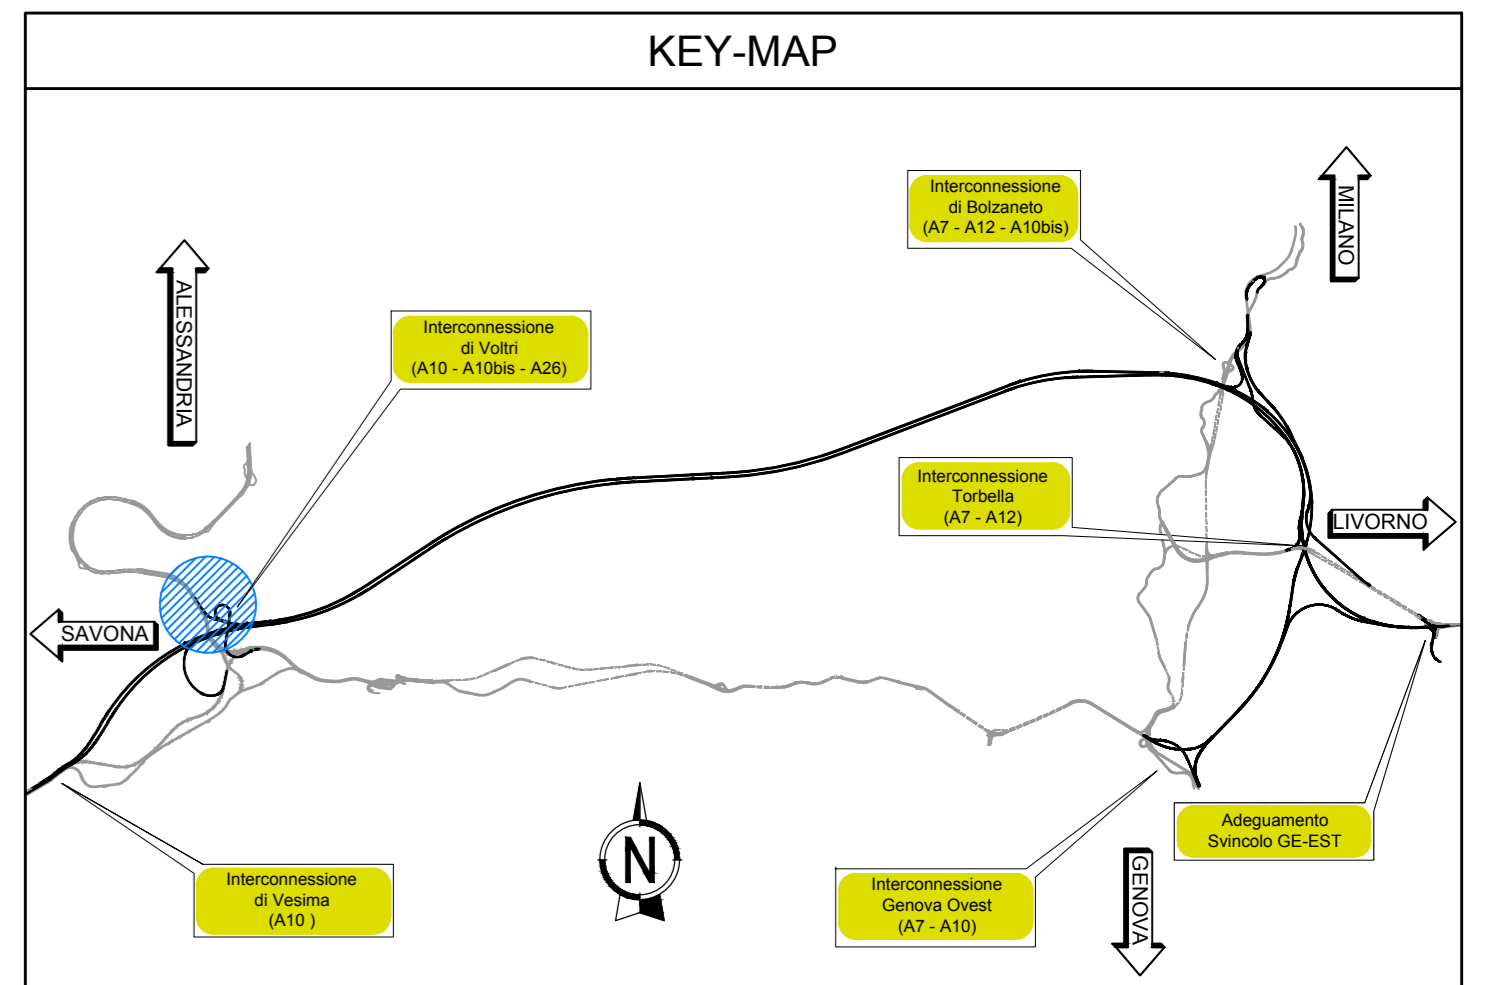 KEY-MAP
Interconnessione
di Bolzaneto
(A7 - A12 - A10bis)
MILANO
ALESSANDRIA
Interconnessione
di Voltri
(A10 - A10bis - A26)
Interconnessione
Torbella
(A7 - A12)
LIVORNO
SAVONA
Adeguamento
Svincolo GE-EST
Interconnessione
di Vesima
(A10 )
N
Interconnessione
Genova Ovest
(A7 - A10)
GENOVA